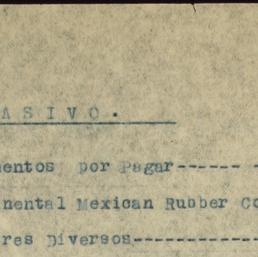 A S I V O .
mentos por Pagar------ -
nental Mexican Rubber Co
res Diversos------------